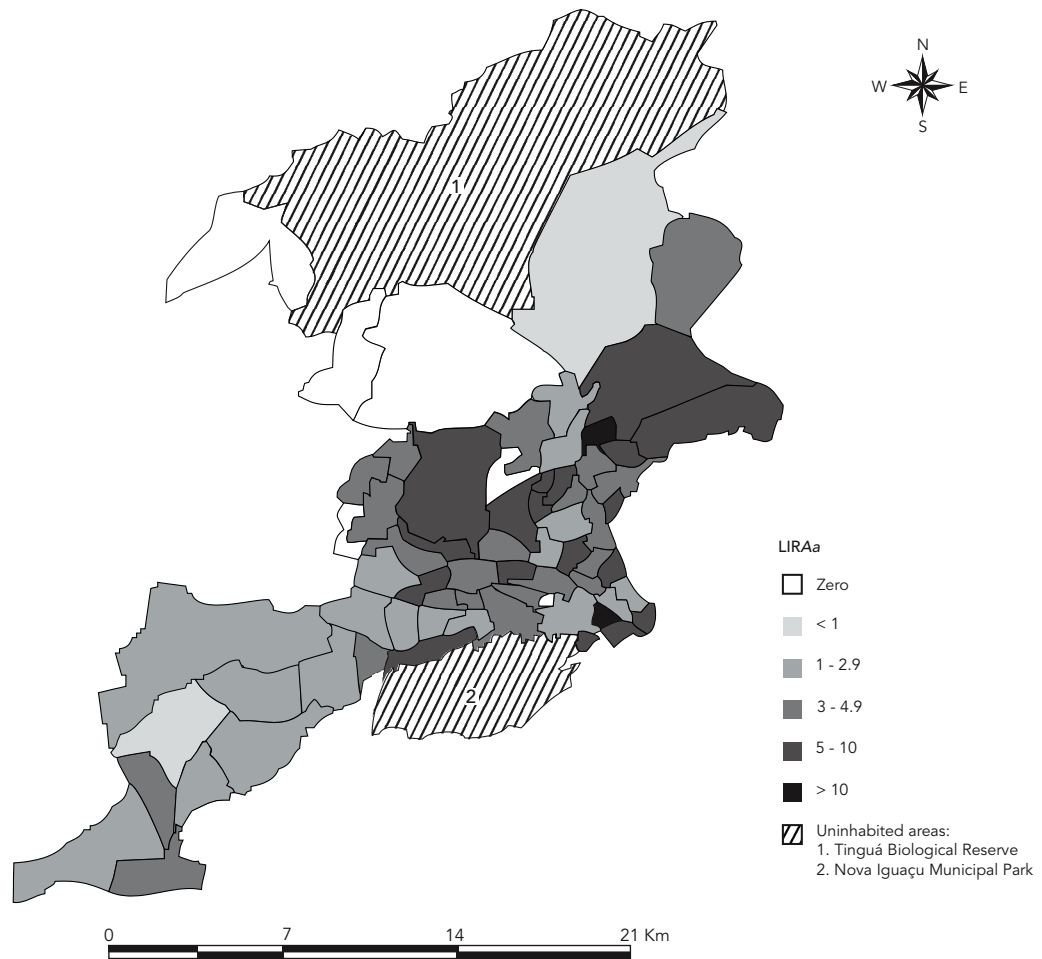 N
W E
S
1
2
LIRAa
Zero
< 1
1 - 2.9
3 - 4.9
5 - 10
> 10
Uninhabited areas:
1. Tinguá Biological Reserve
2. Nova Iguaçu Municipal Park
0 7 14 21 Km